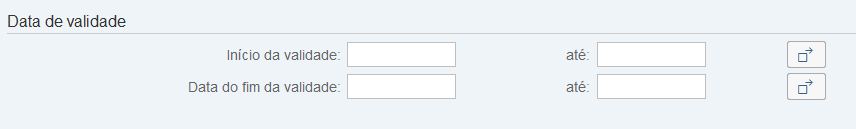 Data de validade
Início da validade: até:
Data do fim da validade: até: